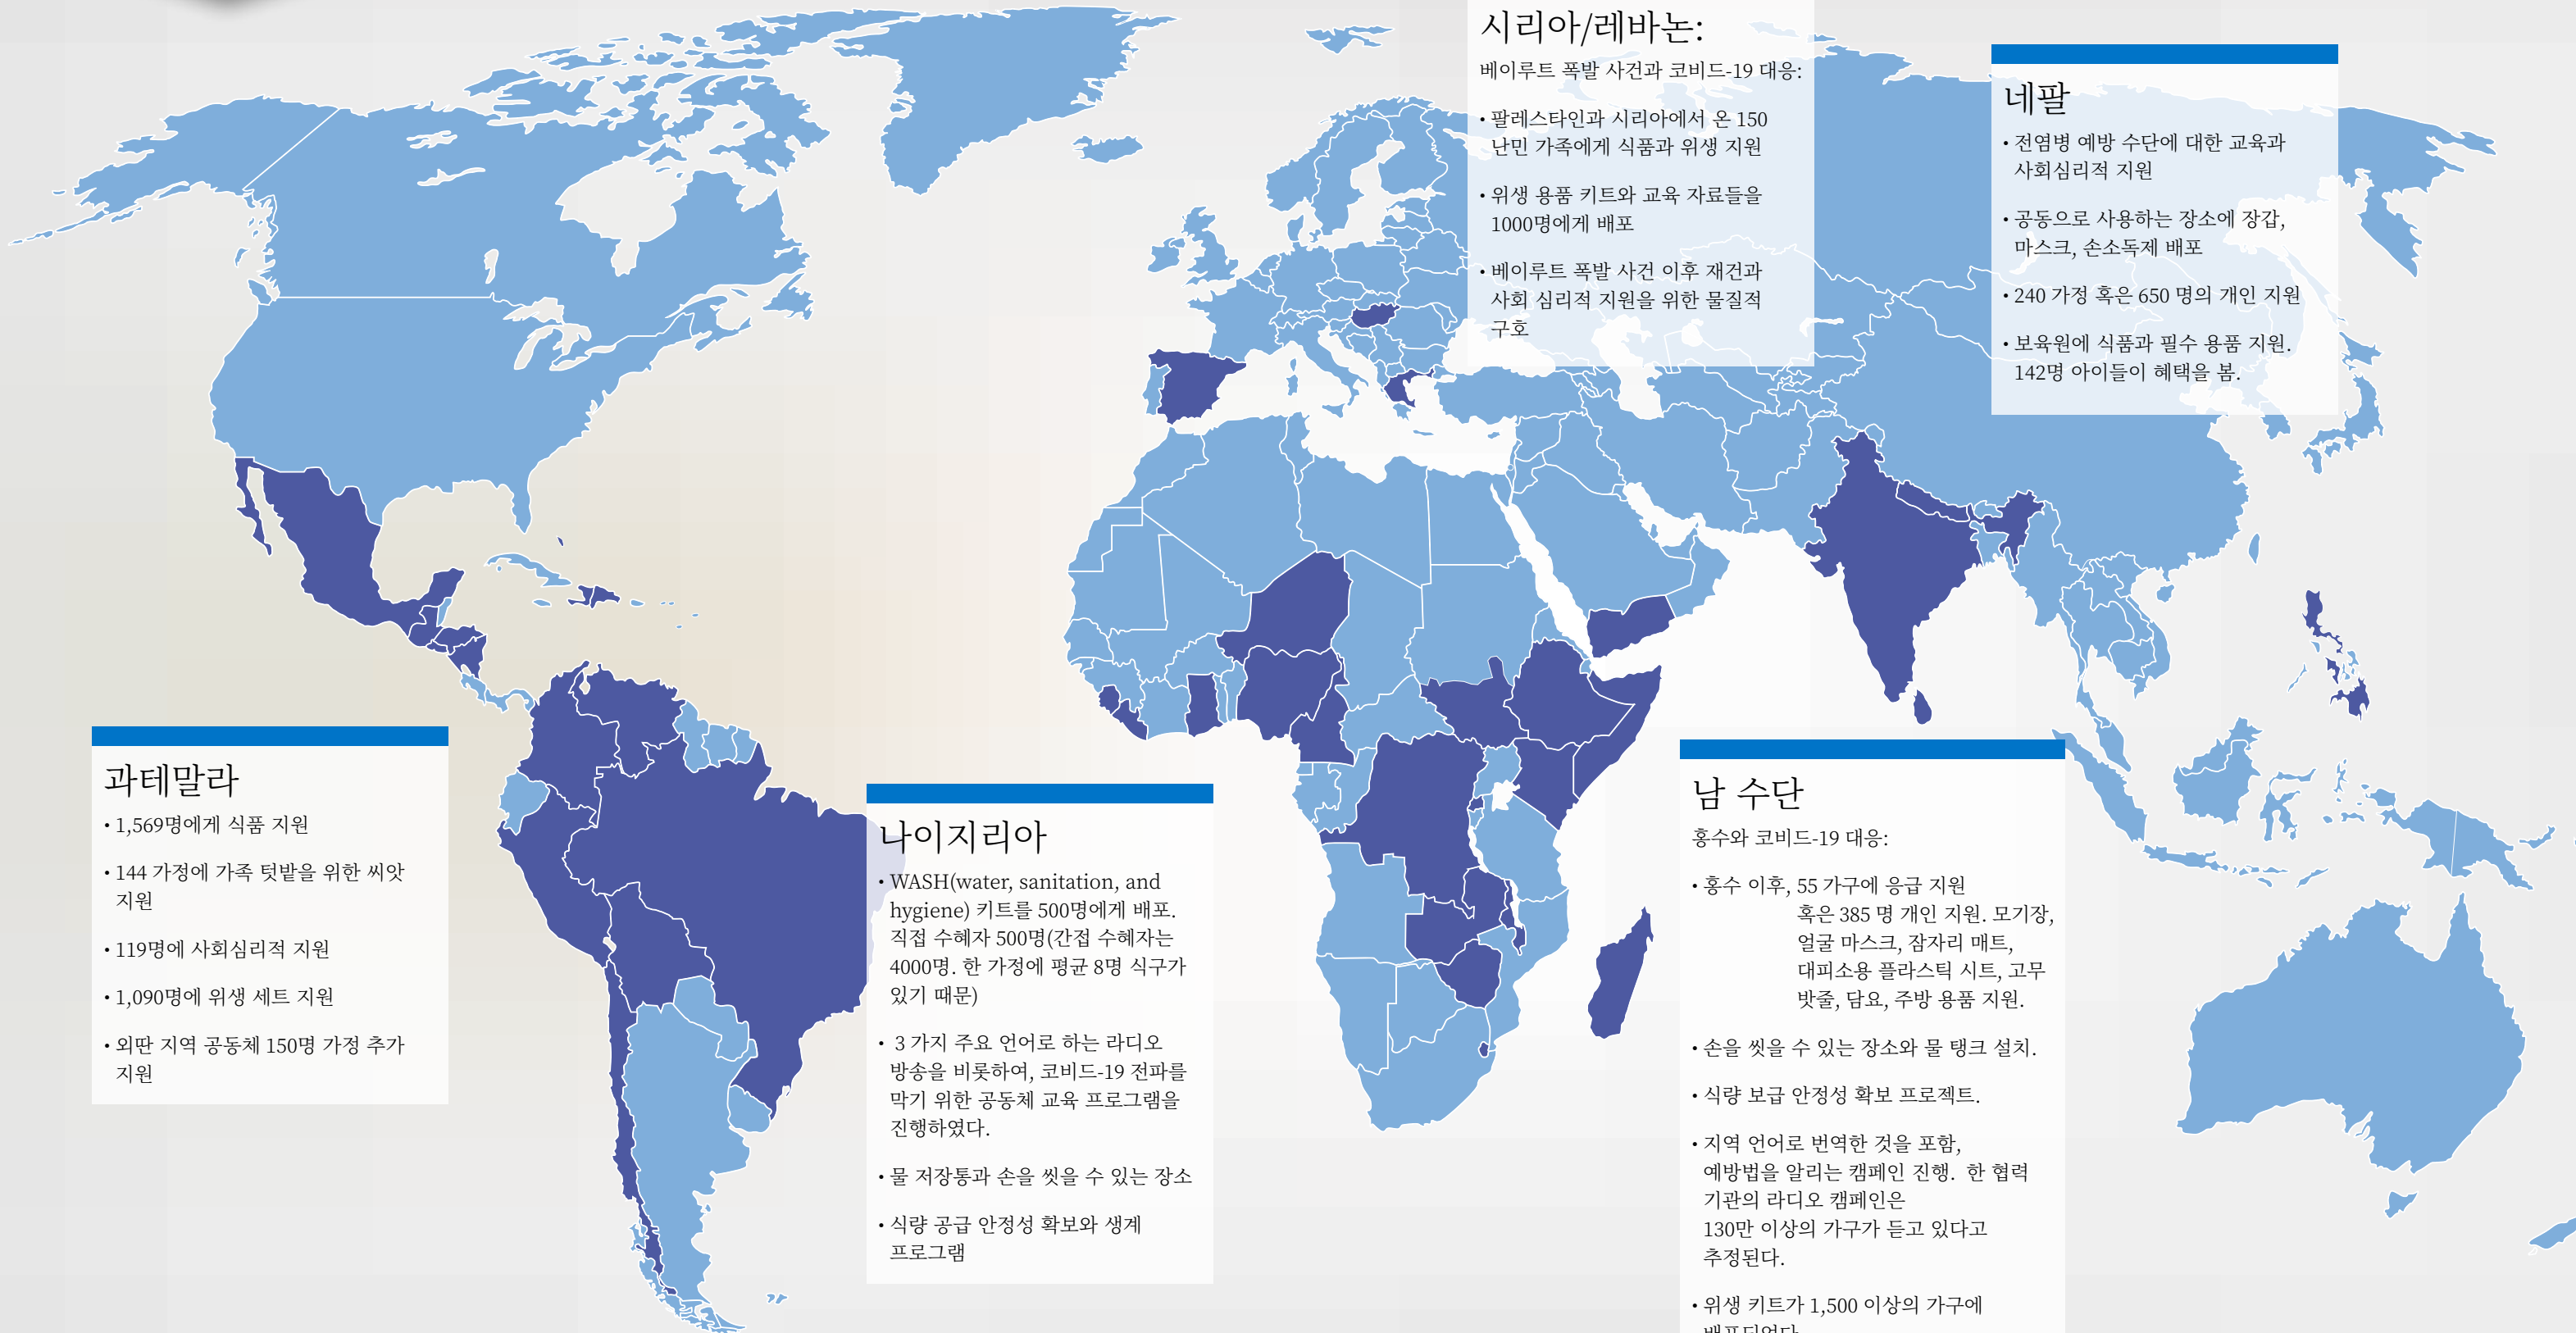 시리아/레바논:
베이루트 폭발 사건과 코비드-19 대응:
• 팔레스타인과 시리아에서 온 150
난민 가족에게 식품과 위생 지원
• 위생 용품 키트와 교육 자료들을
1000명에게 배포
• 베이루트 폭발 사건 이후 재건과
사회 심리적 지원을 위한 물질적
구호
네팔
• 전염병 예방 수단에 대한 교육과
사회심리적 지원
• 공동으로 사용하는 장소에 장갑,
마스크, 손소독제 배포
• 240 가정 혹은 650 명의 개인 지원
• 보육원에 식품과 필수 용품 지원.
142명 아이들이 혜택을 봄.
과테말라
• 1,569명에게 식품 지원
• 144 가정에 가족 텃밭을 위한 씨앗
지원
• 119명에 사회심리적 지원
• 1,090명에 위생 세트 지원
• 외딴 지역 공동체 150명 가정 추가
지원
나이지리아
• WASH(water, sanitation, and
hygiene) 키트를 500명에게 배포.
직접 수혜자 500명(간접 수혜자는
4000명. 한 가정에 평균 8명 식구가
있기 때문)
• 3 가지 주요 언어로 하는 라디오
방송을 비롯하여, 코비드-19 전파를
막기 위한 공동체 교육 프로그램을
진행하였다.
• 물 저장통과 손을 씻을 수 있는 장소
• 식량 공급 안정성 확보와 생계
프로그램
남 수단
홍수와 코비드-19 대응:
• 홍수 이후, 55 가구에 응급 지원
혹은 385 명 개인 지원. 모기장,
얼굴 마스크, 잠자리 매트,
대피소용 플라스틱 시트, 고무
밧줄, 담요, 주방 용품 지원.
• 손을 씻을 수 있는 장소와 물 탱크 설치.
• 식량 보급 안정성 확보 프로젝트.
• 지역 언어로 번역한 것을 포함,
예방법을 알리는 캠페인 진행. 한 협력
기관의 라디오 캠페인은
130만 이상의 가구가 듣고 있다고
추정된다.
• 위생 키트가 1,500 이상의 가구에